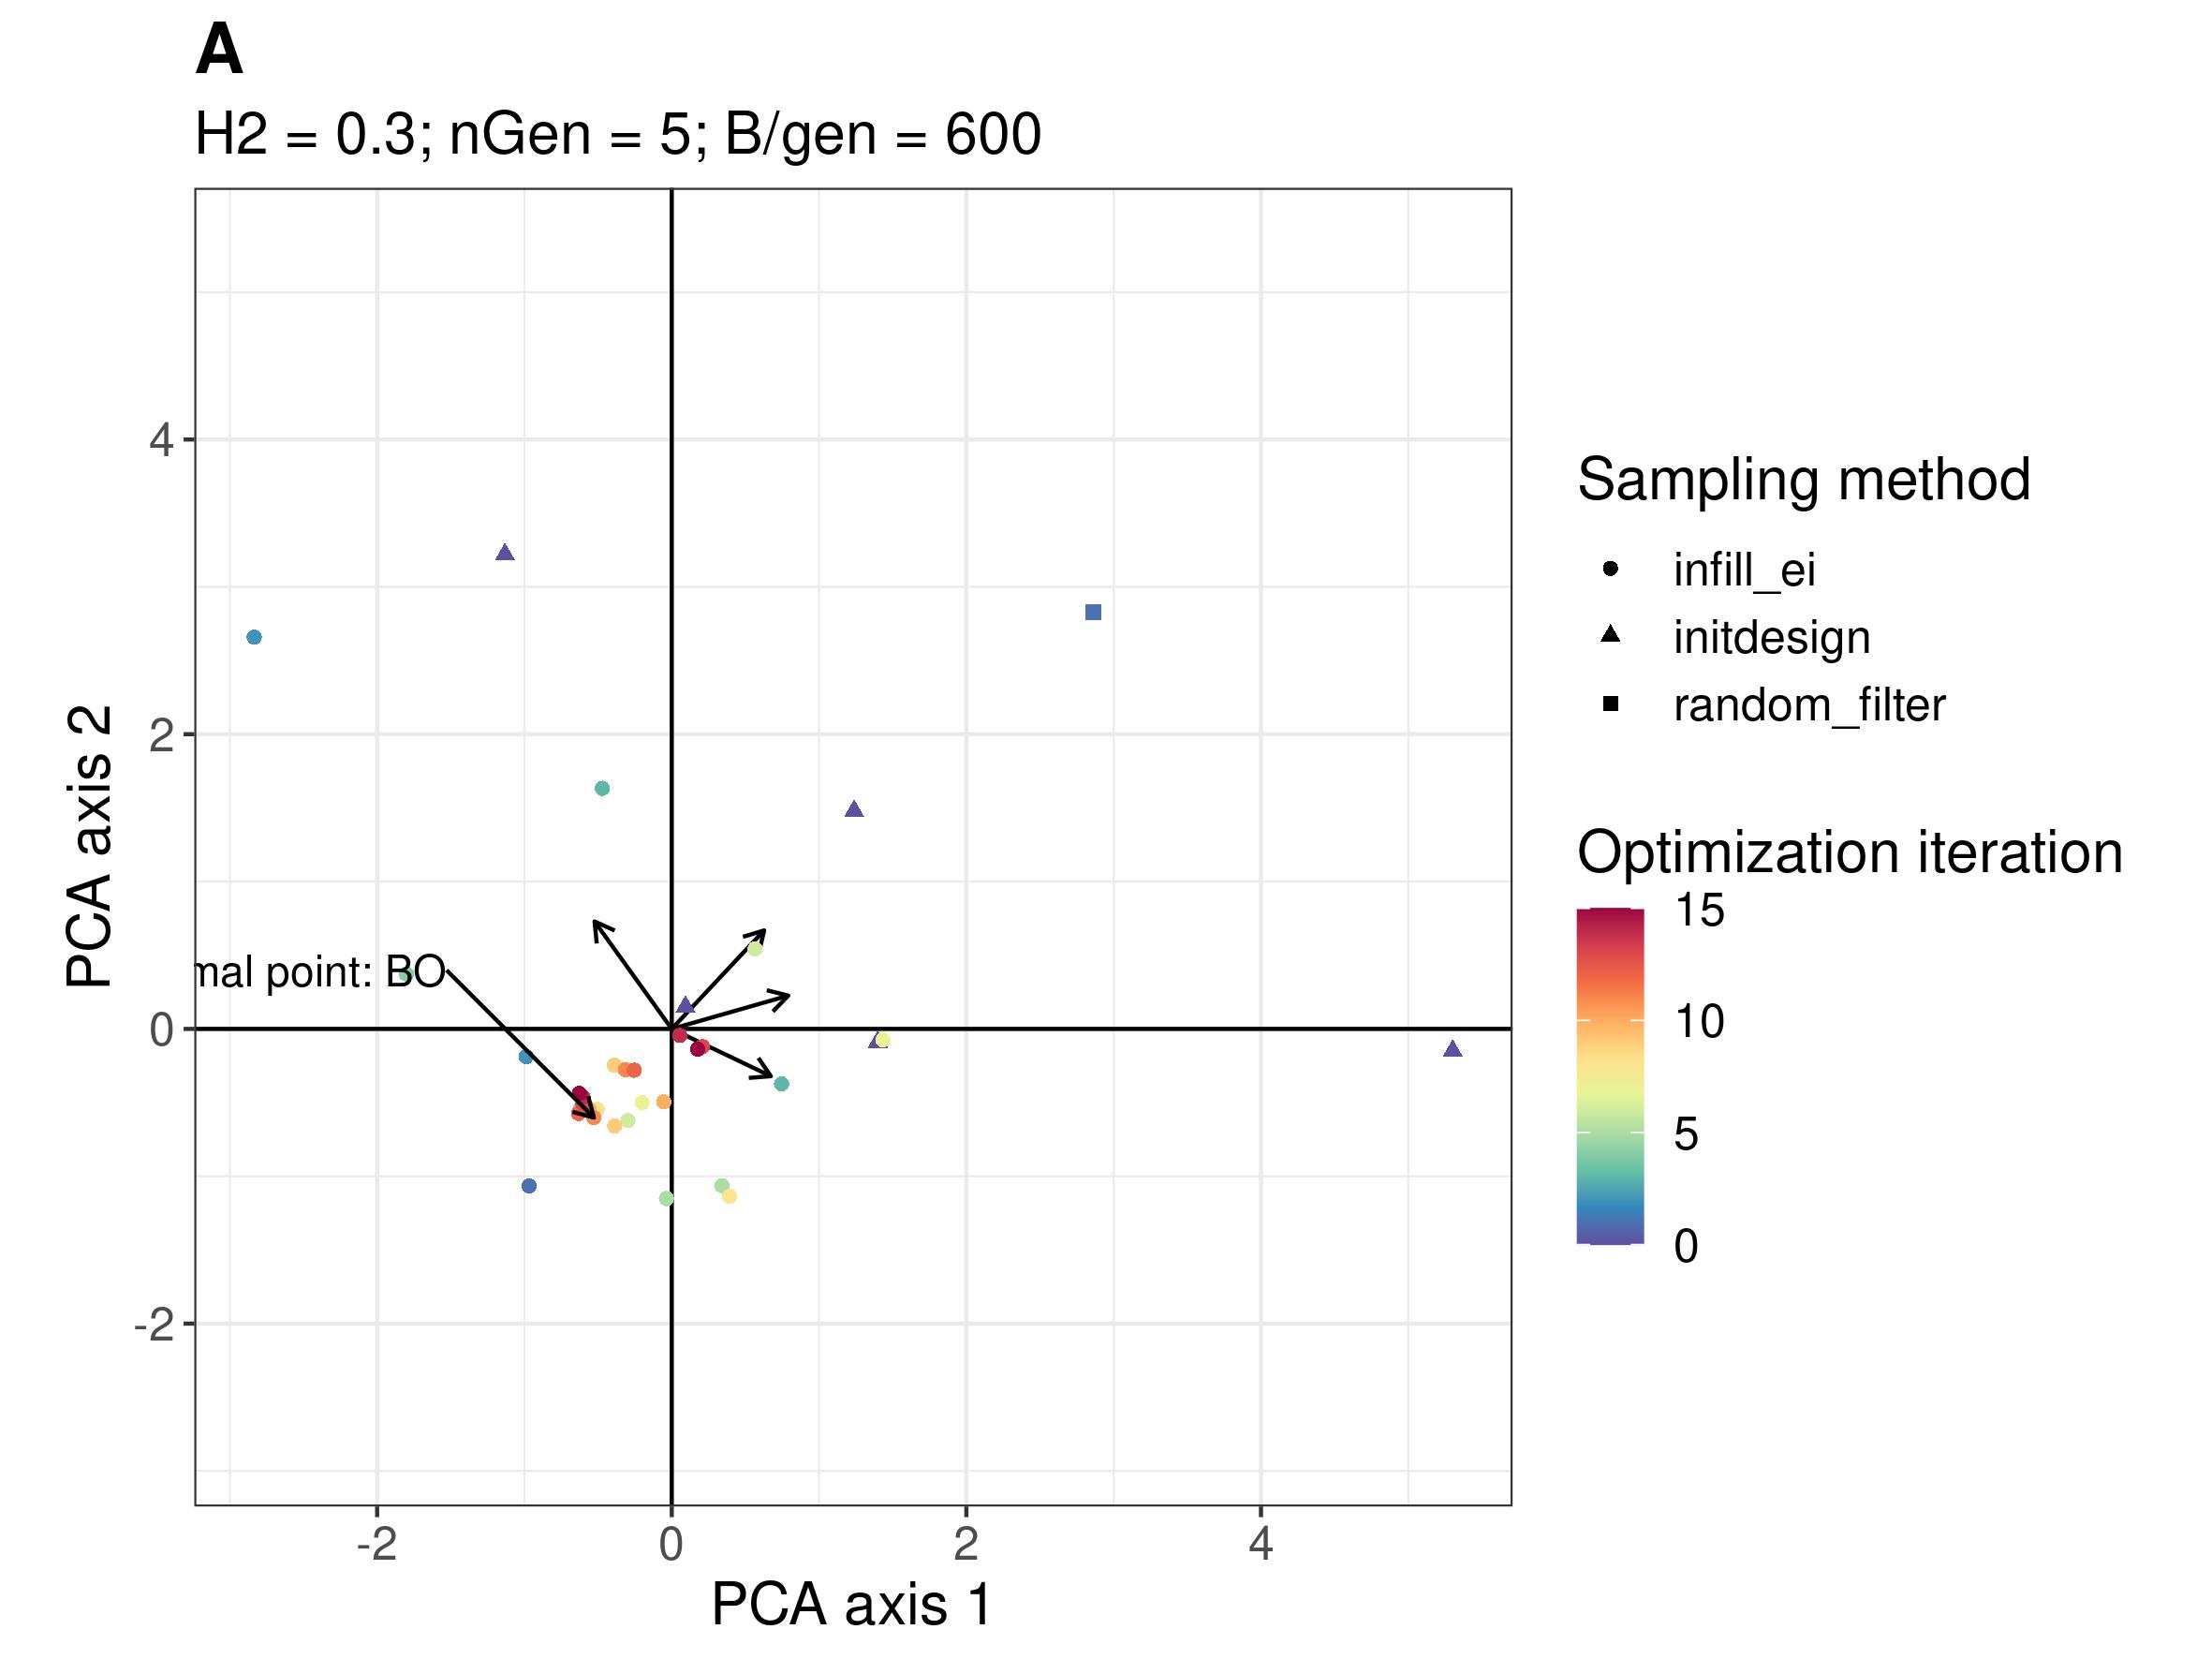 A
H2 = 0.3; nGen = 5; B/gen = 600
PCA axis 2
4
2
0
-2
point: BO
-2
0
2
4
PCA axis 1
Sampling method
infill_ei
initdesign
random_filter
Optimization iteration
15
10
5
0